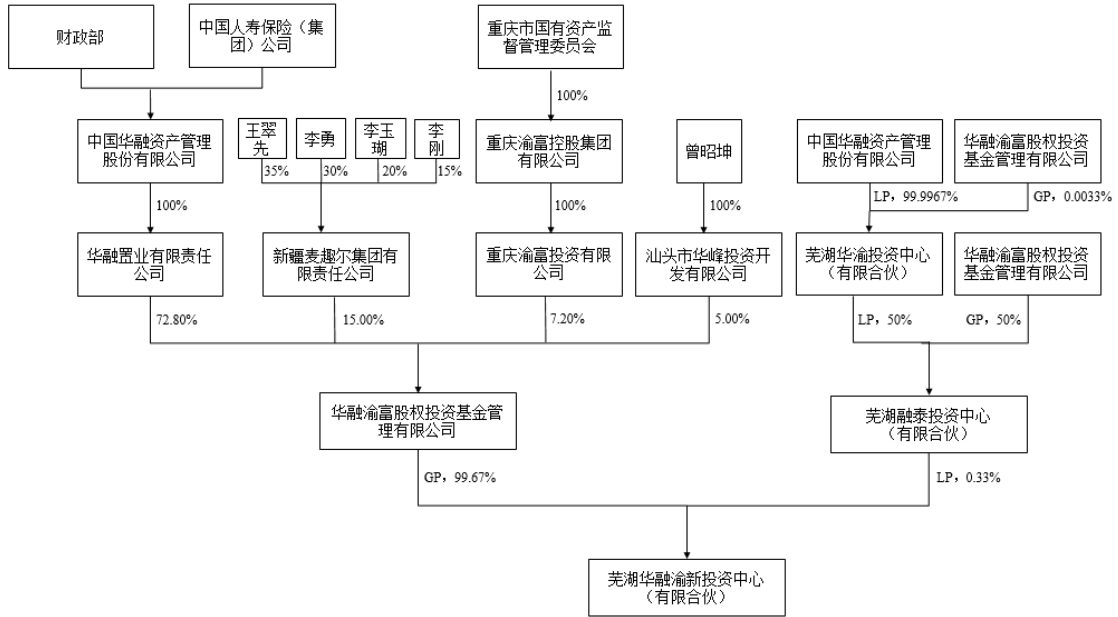 财政部
中国人寿保险（集
团）公司
重庆市国有资产监
督管理委员会
100%
中国华融资产管理
股份有限公司
王翠
先
李勇
李玉
瑚
李
刚
重庆渝富控股集团
有限公司
曾昭坤
中国华融资产管理
股份有限公司
华融渝富股权投资
基金管理有限公司
35%
30%
20%
15%
LP，99.9967%
GP，0.0033%
100%
100%
100%
华融置业有限责任
公司
新疆麦趣尔集团有
限责任公司
重庆渝富投资有限
公司
汕头市华峰投资开
发有限公司
芜湖华渝投资中心
（有限合伙）
华融渝富股权投资
基金管理有限公司
72.80%
15.00%
7.20%
5.00%
LP，50%
GP，50%
华融渝富股权投资基金管
理有限公司
芜湖融泰投资中心
（有限合伙）
GP，99.67%
LP，0.33%
芜湖华融渝新投资中心
（有限合伙）